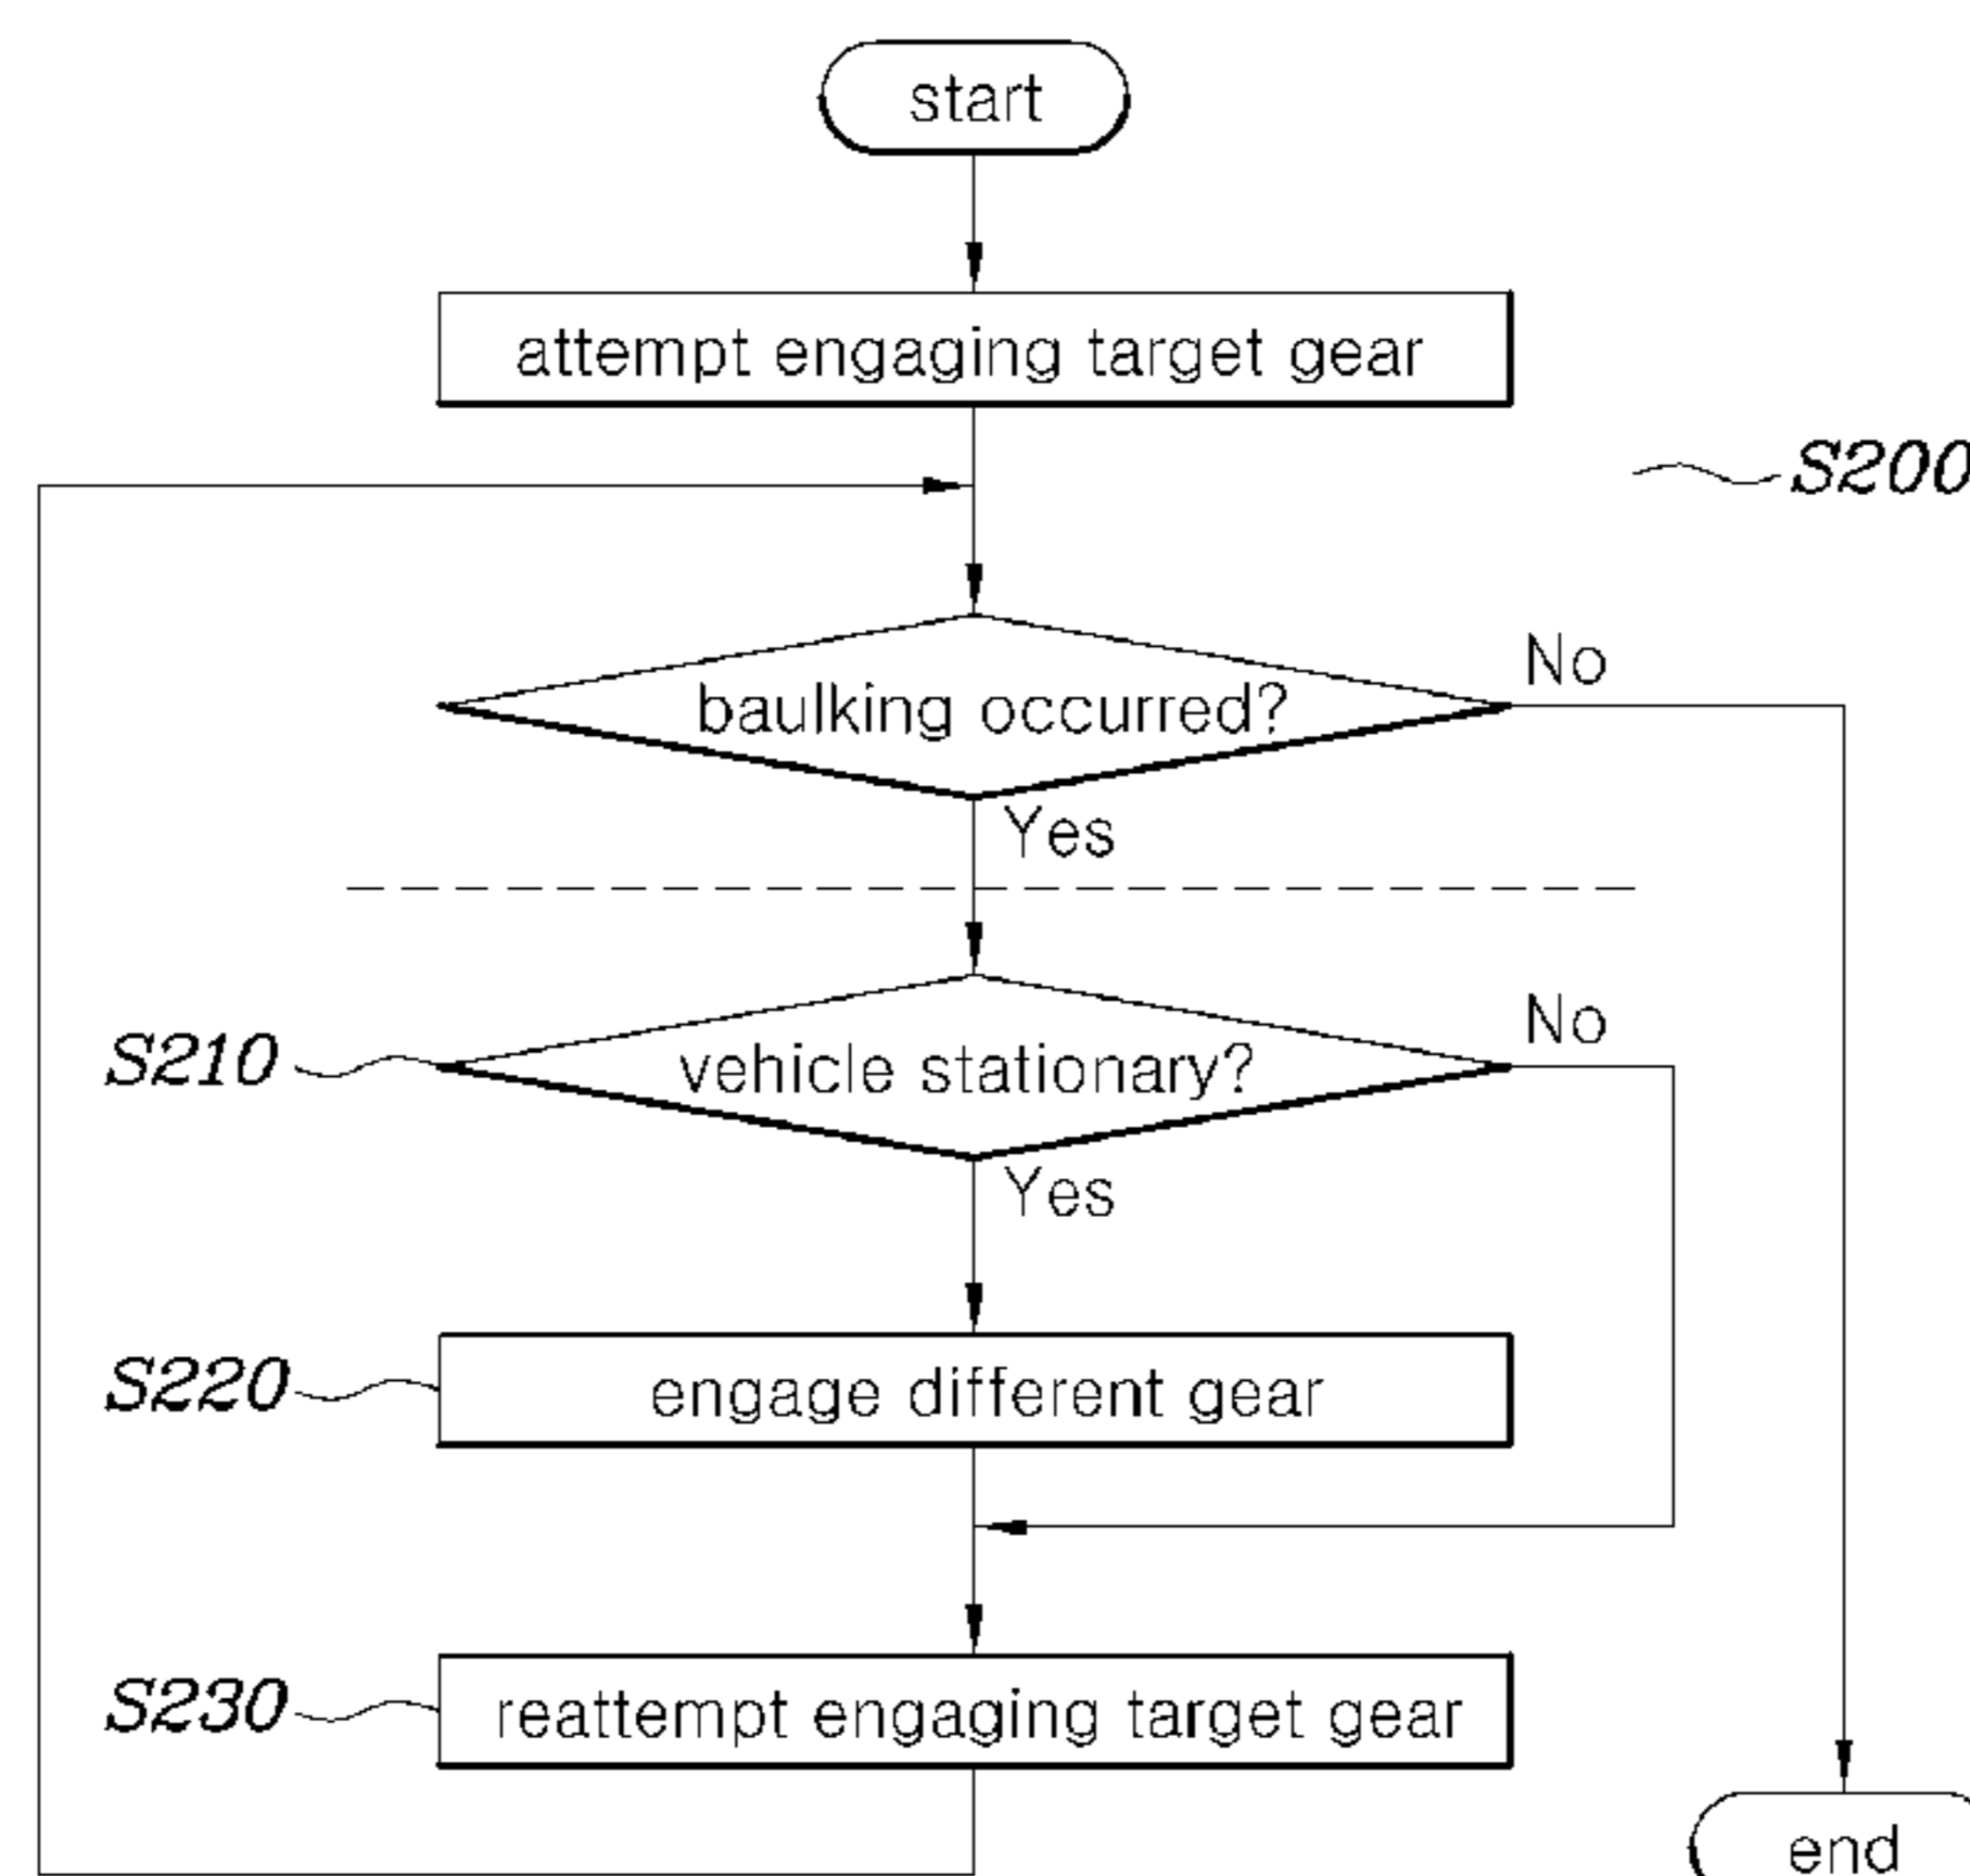 start
attempt engaging target gear
S200
baulking occurred?
No
Yes
S210
vehicle stationary?
No
Yes
S220
engage different gear
S230
reattempt engaging target gear
end